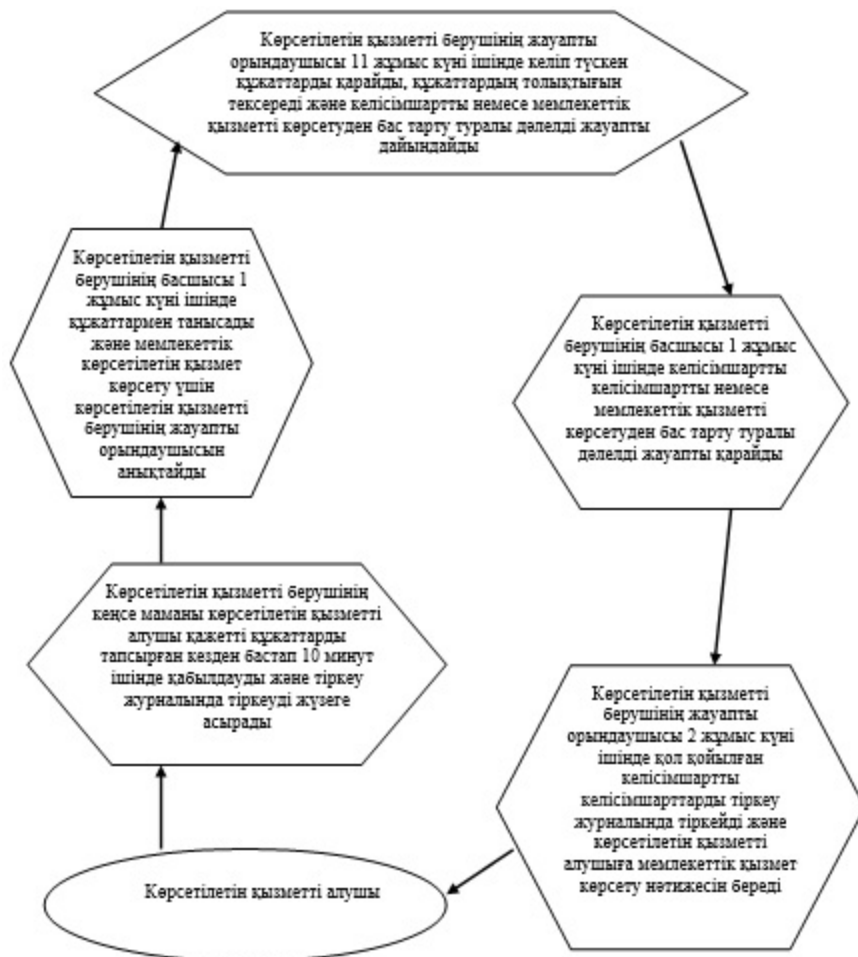 Көрсетілетін қызметті берушінің жауапты
орындаушысы 11 жұмыс күні ішінде келіп түскен
құжаттарды қарайды, құжаттардың толықтығын
тексереді және келісімшартты немесе мемлекеттік
қызметті көрсетуден бас тарту туралы дәлелді жауапты
дайындайды
Көрсетілетін қызметті
берушінің басшысы 1
жұмыс күні ішінде
құжаттармен танысады
және мемлекеттік
көрсетілетін қызмет
көрсету үшін
көрсетілетін қызметті
берушінің жауапты
орындаушысын
анықтайды
Көрсетілетін қызметті
берушінің басшысы 1 жұмыс
күні ішінде келісімшартты
келісімшартты немесе
мемлекеттік қызметті
көрсетуден бас тарту туралы
дәлелді жауапты қарайды
Көрсетілетін қызметті берушінің
кеңсе маманы көрсетілетін қызметті
алушы қажетті құжаттарды
тапсырған кезден бастап 10 минут
ішінде қабылдауды және тіркеу
журналында тіркеуді жүзеге
асырады
Көрсетілетін қызметті
берушінің жауапты
орындаушысы 2 жұмыс күні
ішінде қол қойылған
келісімшартты
келісімшарттарды тіркеу
журналында тіркейді және
көрсетілетін қызметті
алушыға мемлекеттік қызмет
көрсету нәтижесін береді
Көрсетілетін қызметті алушы